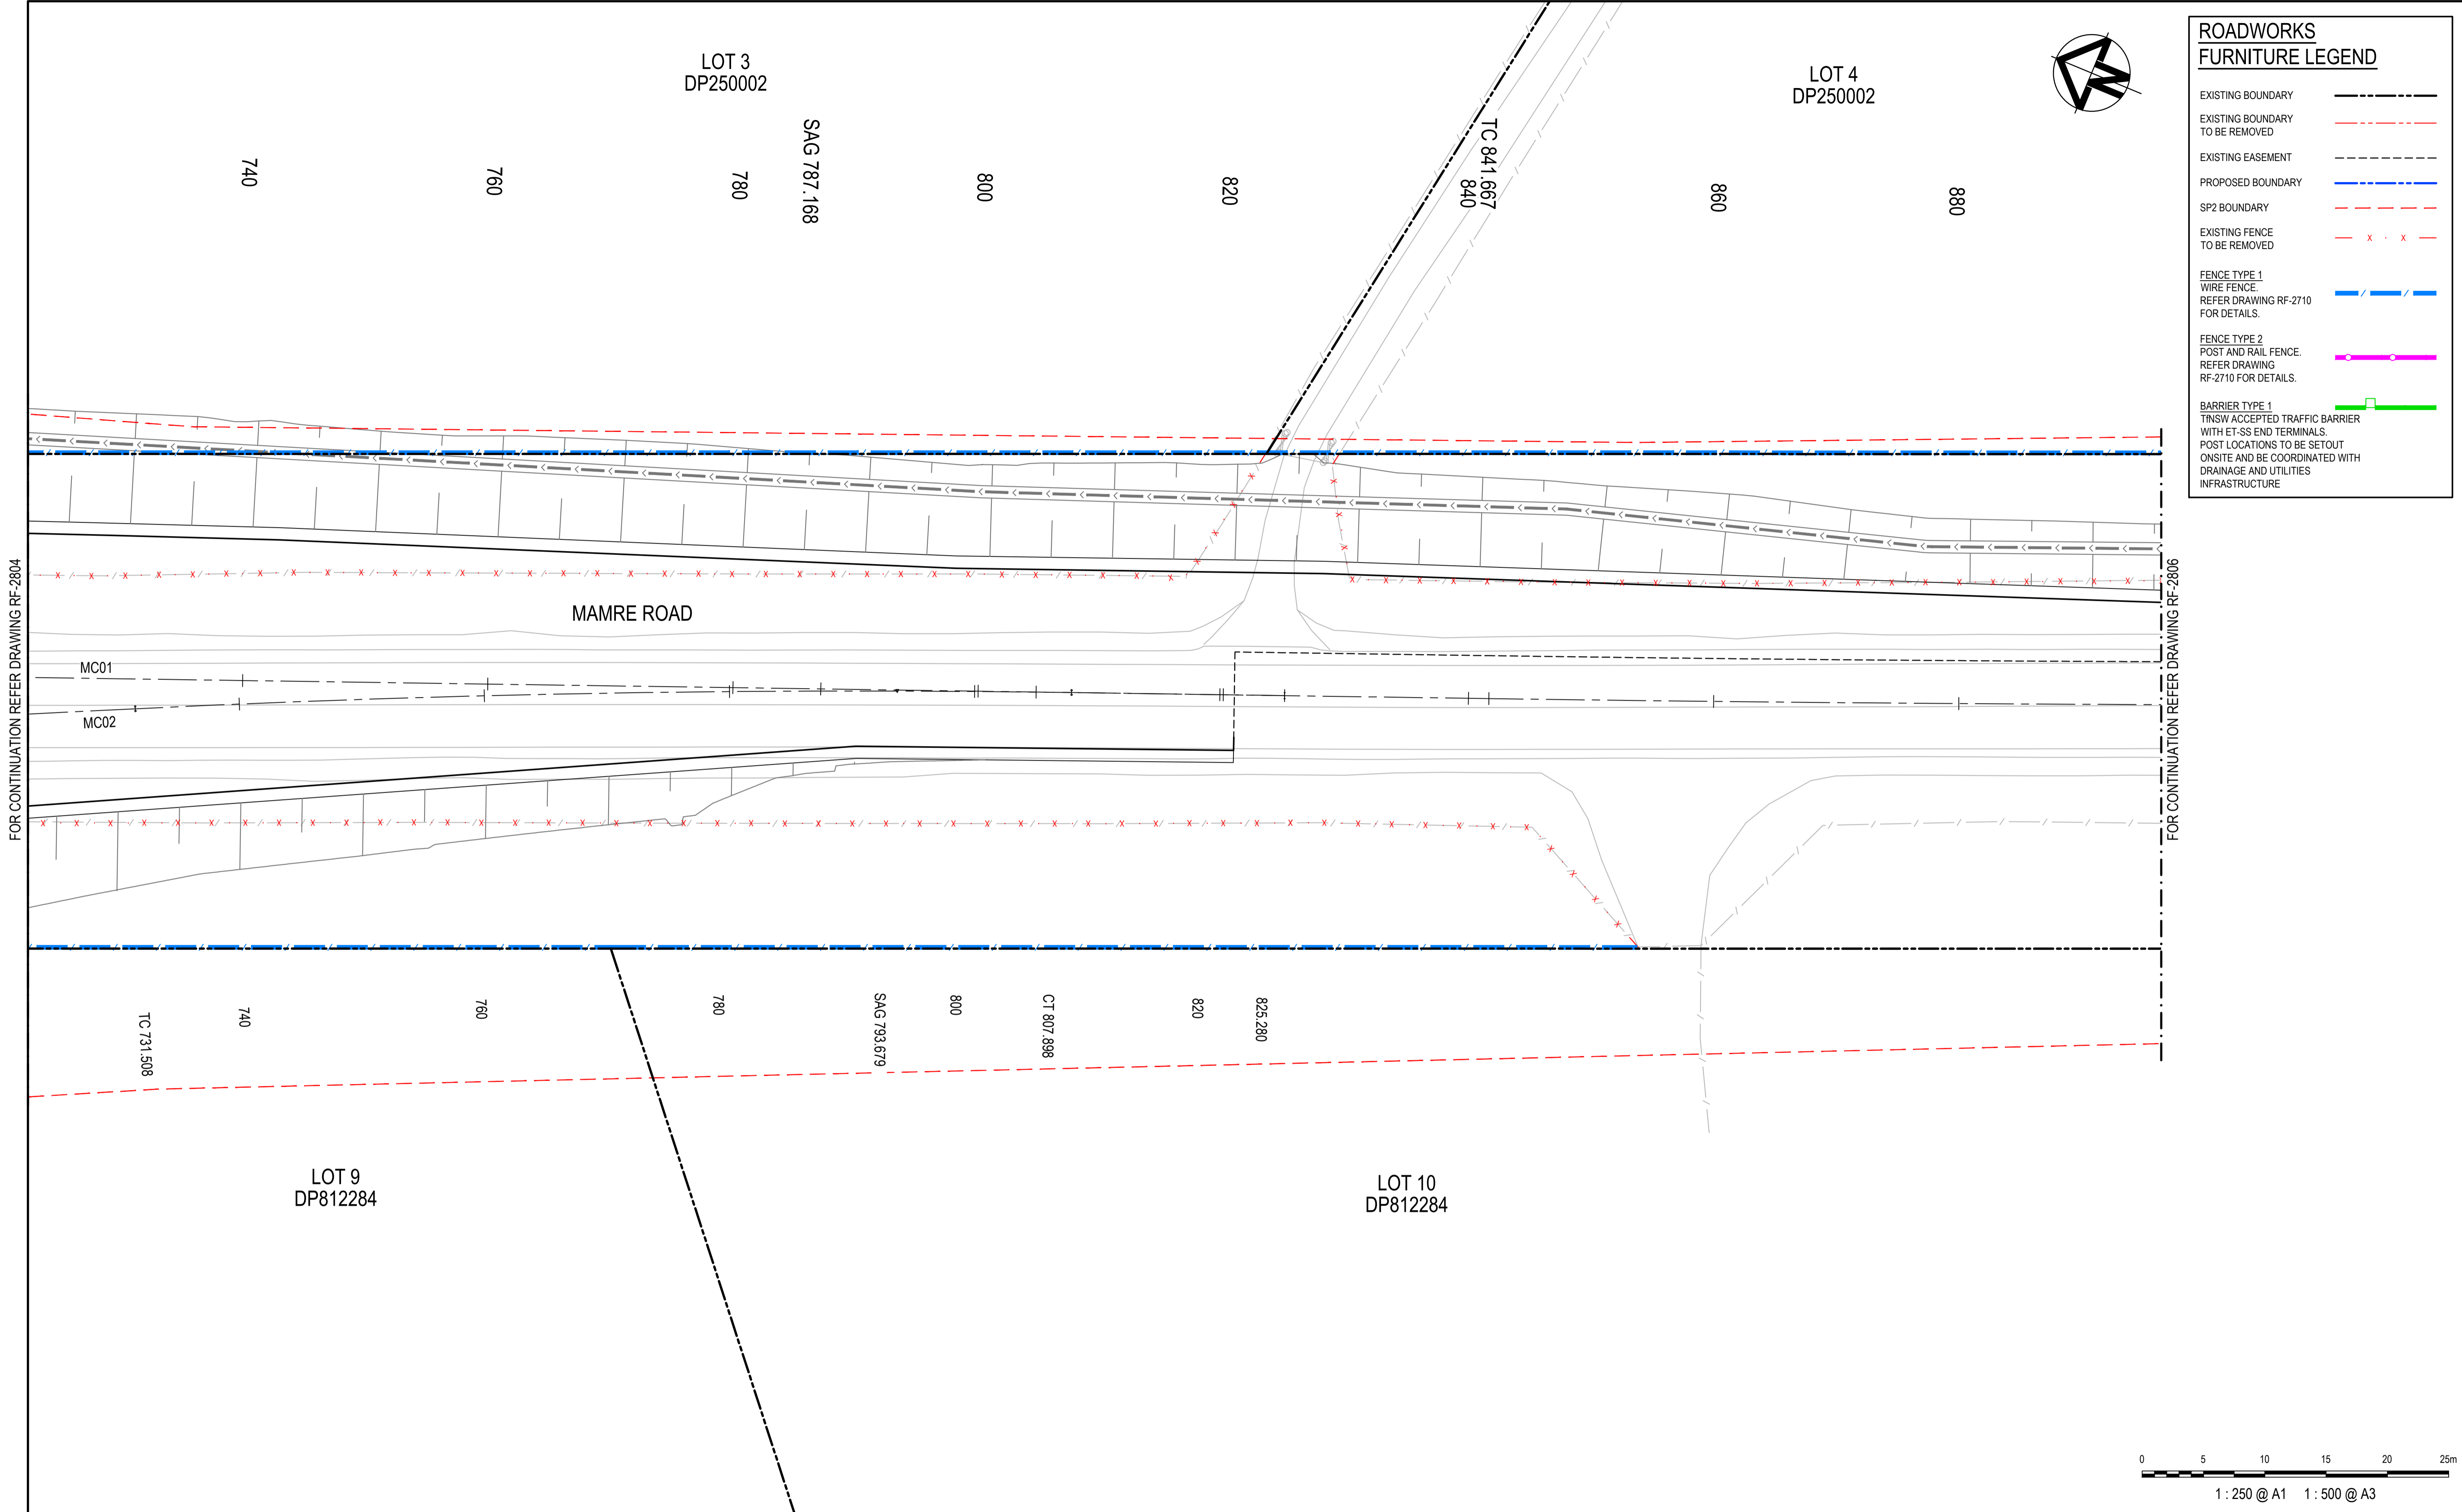 LOT 3
DP250002
LOT 4
DP250002
N
740
760
780
SAG 787.168
800
820
840
TC 841.667
860
880
ROADWORKS
FURNITURE LEGEND
EXISTING BOUNDARY
EXISTING BOUNDARY
TO BE REMOVED
EXISTING EASEMENT
PROPOSED BOUNDARY
SP2 BOUNDARY
EXISTING FENCE
TO BE REMOVED
FENCE TYPE 1
WIRE FENCE.
REFER DRAWING RF-2710
FOR DETAILS.
FENCE TYPE 2
POST AND RAIL FENCE.
REFER DRAWING
RF-2710 FOR DETAILS.
BARRIER TYPE 1
TfNSW ACCEPTED TRAFFIC BARRIER
WITH ET-SS END TERMINALS.
POST LOCATIONS TO BE SETOUT
ONSITE AND BE COORDINATED WITH
DRAINAGE AND UTILITIES
INFRASTRUCTURE
FOR CONTINUATION REFER DRAWING RF-2804
MAMRE ROAD
MC01
MC02
FOR CONTINUATION REFER DRAWING RF-2806
TC 731.508
740
760
780
SAG 793.679
800
CT 807.898
820
825.280
LOT 9
DP812284
LOT 10
DP812284
0 5 10 15 20 25m
1 : 250 @ A1 1 : 500 @ A3